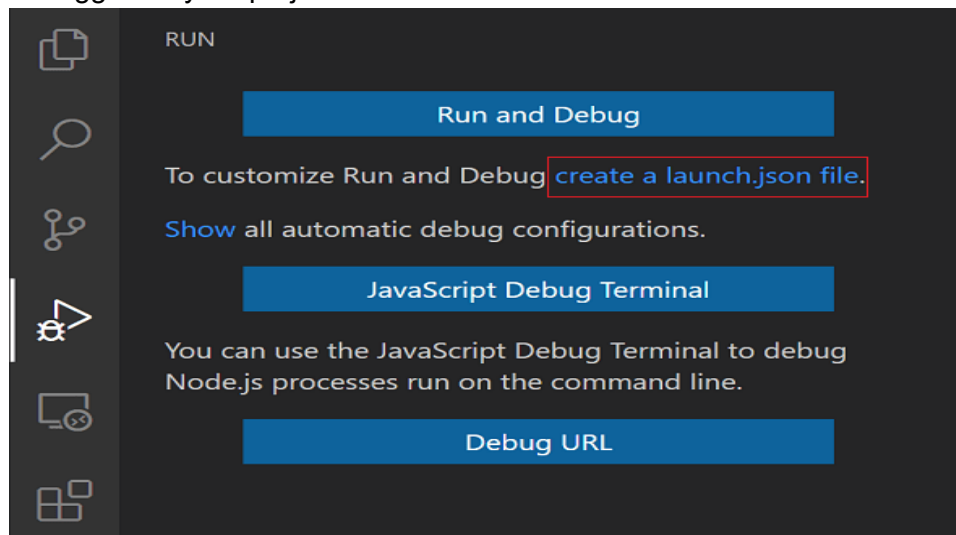 RUN
Run and Debug
To customize Run and Debug create a launch.json file.
Show all automatic debug configurations.
JavaScript Debug Terminal
You can use the JavaScript Debug Terminal to debug
Node.js processes run on the command line.
Debug URL